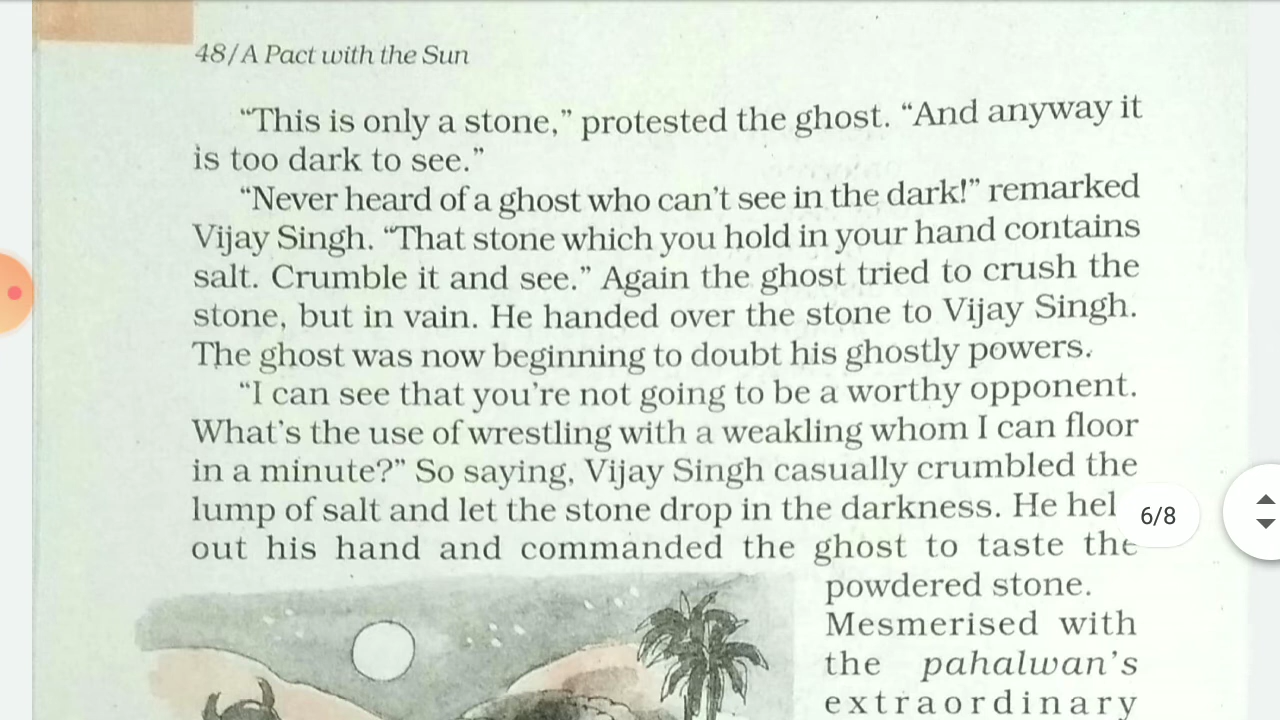 48/A Pact with the Sun
“This is only a stone,” protested the ghost. “And anyway it
is too dark to see.”
“Never heard of a ghost who can’t see in the dark!” remarked
Vijay Singh. “That stone which you hold in your hand contains
salt. Crumble it and see.” Again the ghost tried to crush the
stone, but in vain. He handed over the stone to Vijay Singh.
The ghost was now beginning to doubt his ghostly powers.
“I can see that you’re not going to be a worthy opponent.
What’s the use of wrestling with a weakling whom I can floor
in a minute?” So saying, Vijay Singh casually crumbled the
lump of salt and let the stone drop in the darkness. He hel
6/8
out his hand and commanded the ghost to taste the
powdered stone.
Mesmerised with
the pahalwan’s
extraordinary